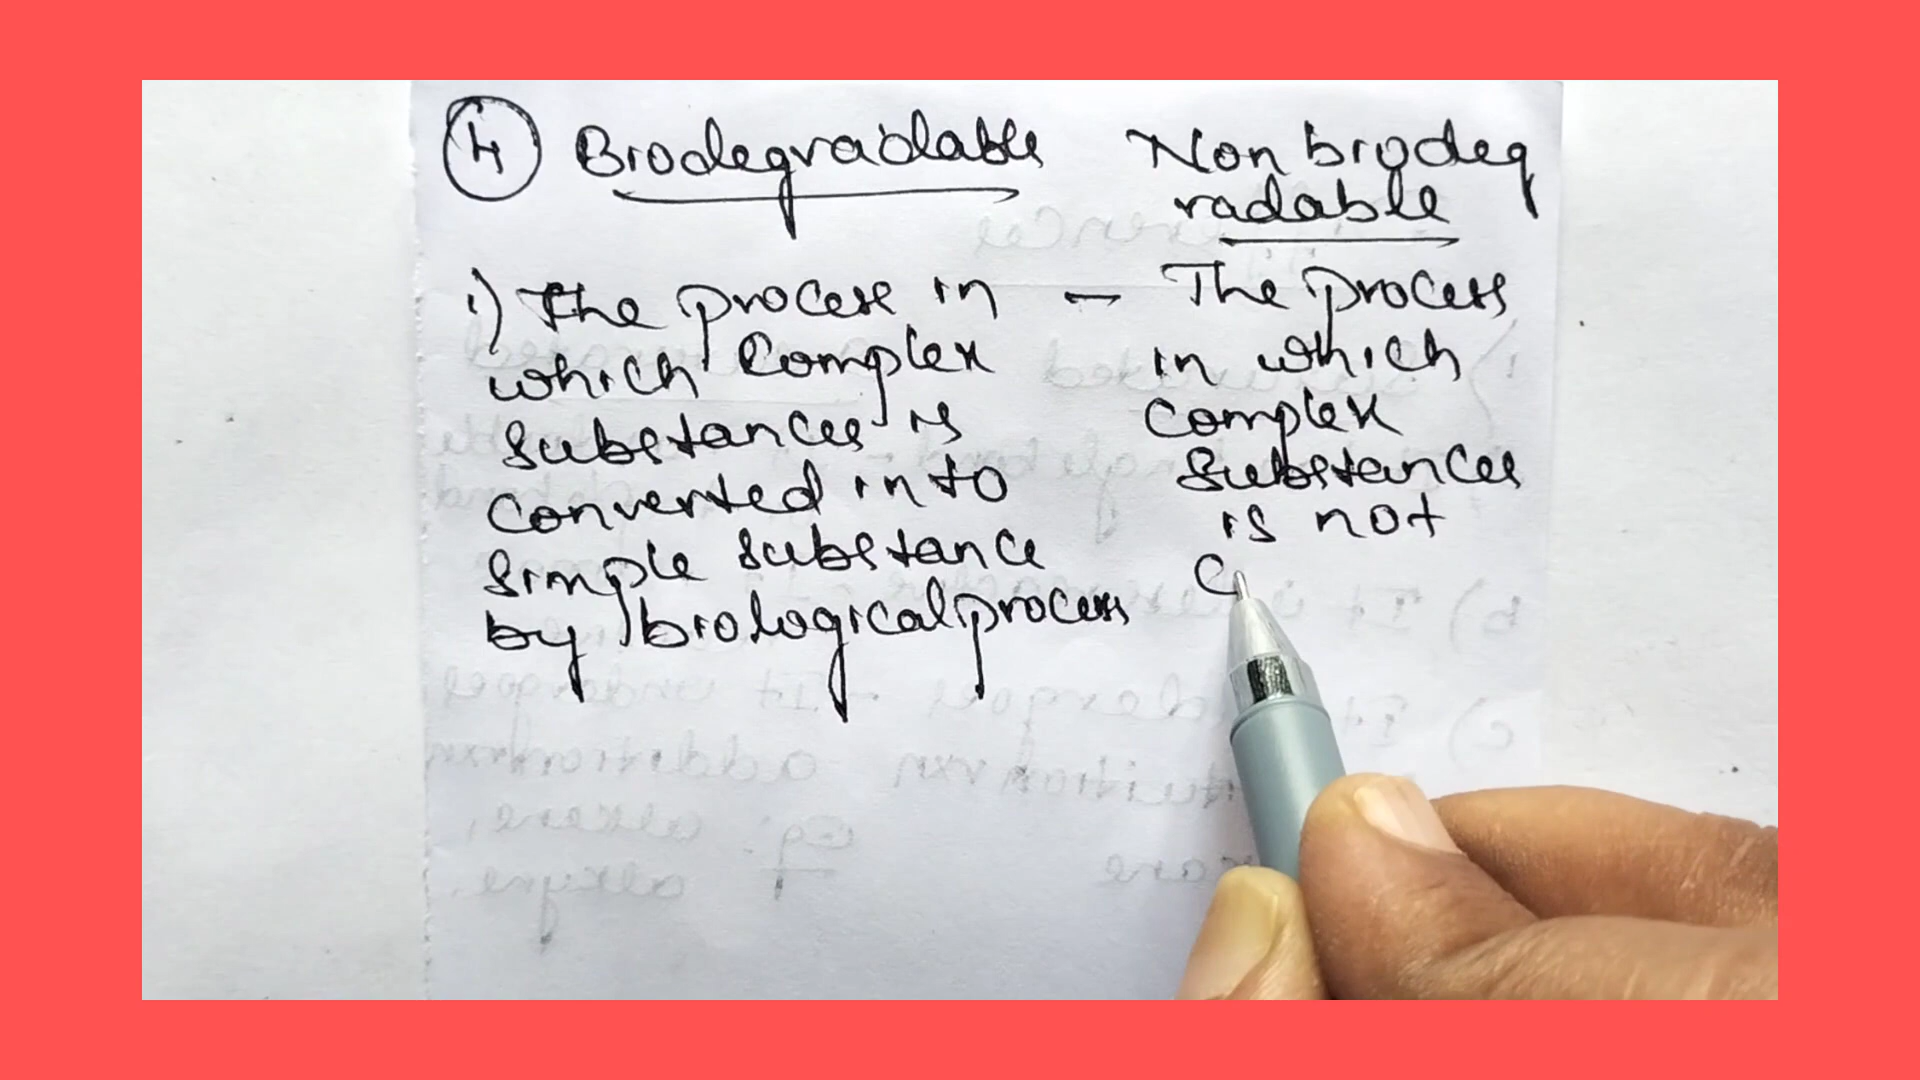 4 Biodegradable
i) The process in
which complex
substances is
converted into
simple substance
by biological process
Non biodeg
radable
— The process
in which
complex
substances
is not
C